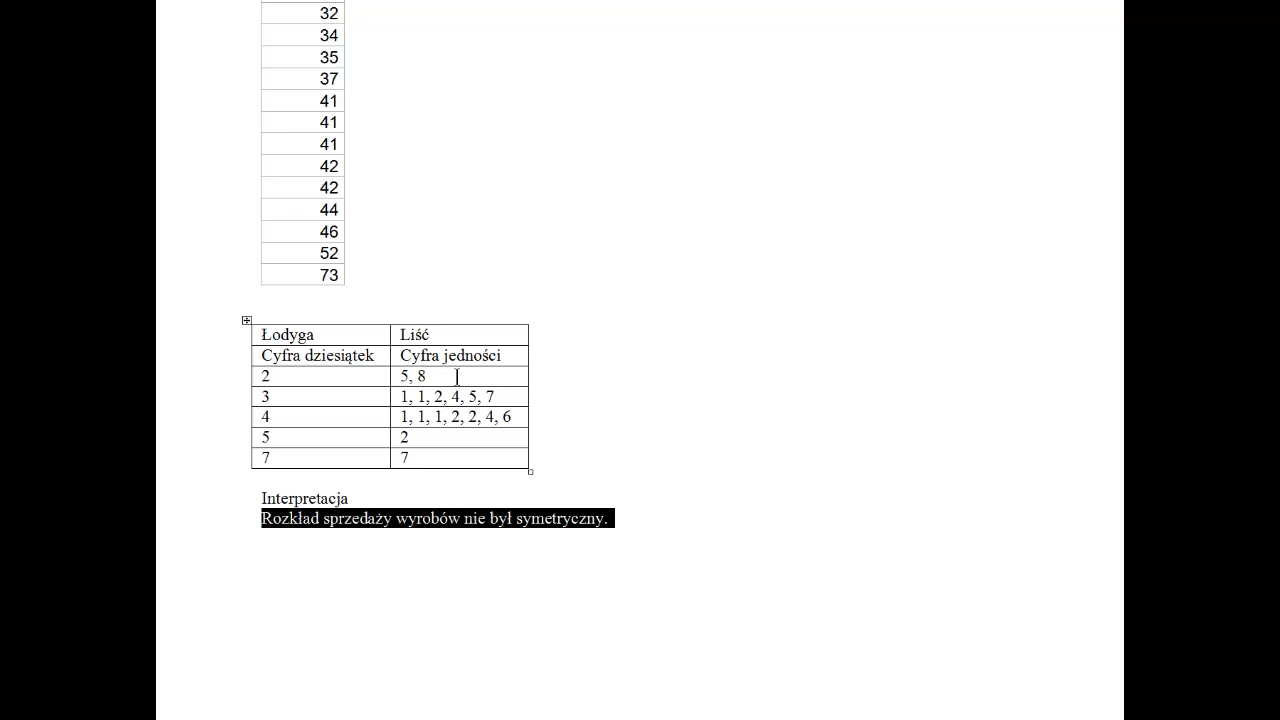 32
34
35
37
41
41
41
42
42
44
46
52
73
Łodyga Liść
Cyfra dziesiątek Cyfra jedności
2 5, 8
3 1, 1, 2, 4, 5, 7
4 1, 1, 1, 2, 2, 4, 6
5 2
7 7
Interpretacja
Rozkład sprzedaży wyrobów nie był symetryczny.